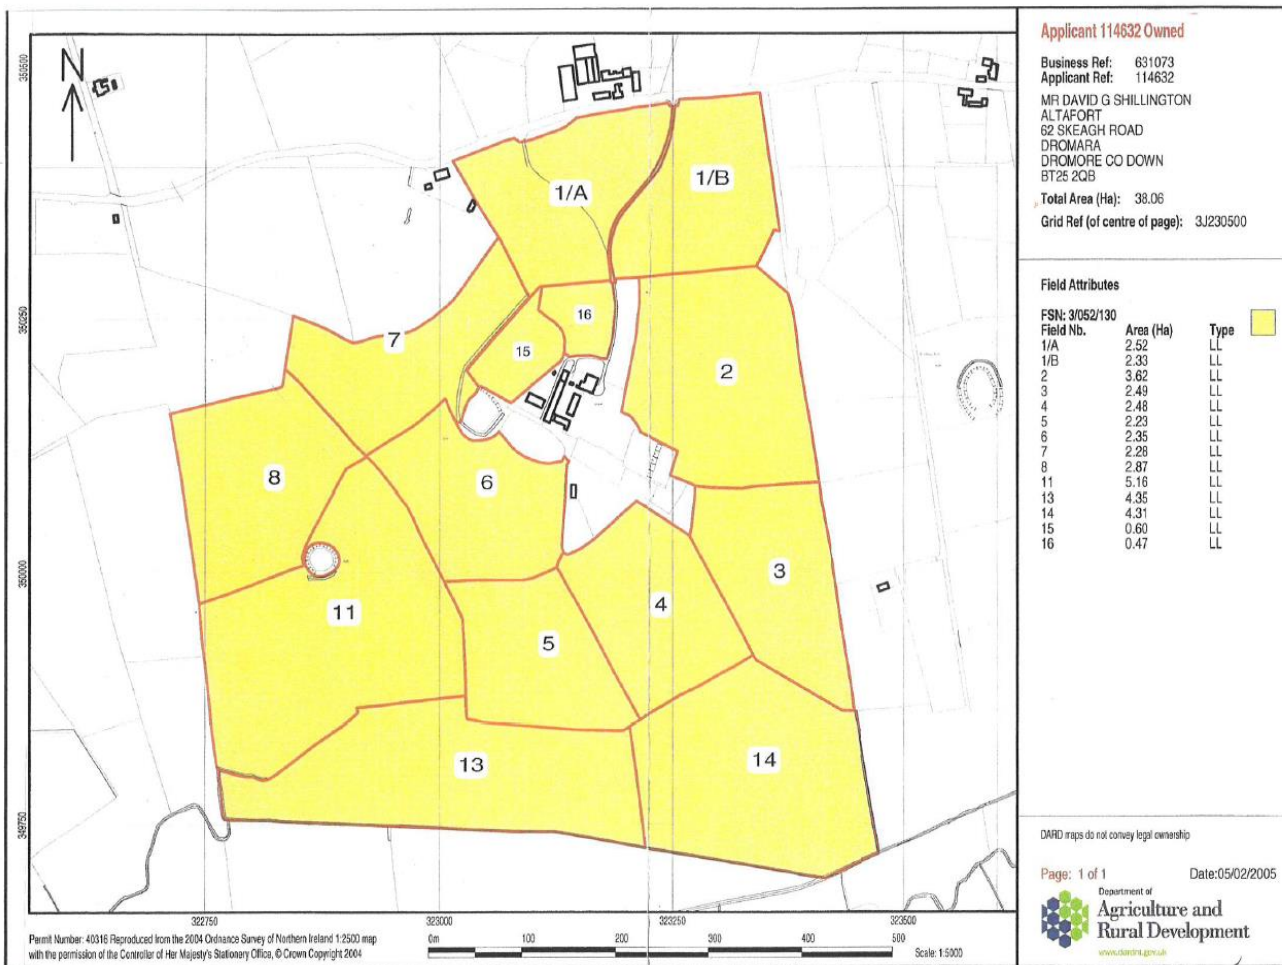 N
350500
350250
350000
349750
322750
323000
323250
323500
1/A
1/B
16
7
15
2
8
6
3
11
4
5
13
14
Permit Number: 40316 Reproduced from the 2004 Ordnance Survey of Northern Ireland 1:2500 map
with the permission of the Controller of Her Majesty's Stationery Office, © Crown Copyright 2004
0m 100 200 300 400 500
Scale: 1:5000
Applicant 114632 Owned
Business Ref: 631073
Applicant Ref: 114632
MR DAVID G SHILLINGTON
ALTAFORT
62 SKEAGH ROAD
DROMARA
DROMORE CO DOWN
BT25 2QB
Total Area (Ha): 38.06
Grid Ref (of centre of page): 3J230500
Field Attributes
FSN: 3/052/130
Field Nb. Area (Ha) Type
1/A 2.52 LL
1/B 2.33 LL
2 3.62 LL
3 2.49 LL
4 2.48 LL
5 2.23 LL
6 2.35 LL
7 2.28 LL
8 2.87 LL
11 5.16 LL
13 4.35 LL
14 4.31 LL
15 0.60 LL
16 0.47 LL
DARD maps do not convey legal ownership
Page: 1 of 1 Date:05/02/2005
Department of
Agriculture and
Rural Development
www.dardni.gov.uk